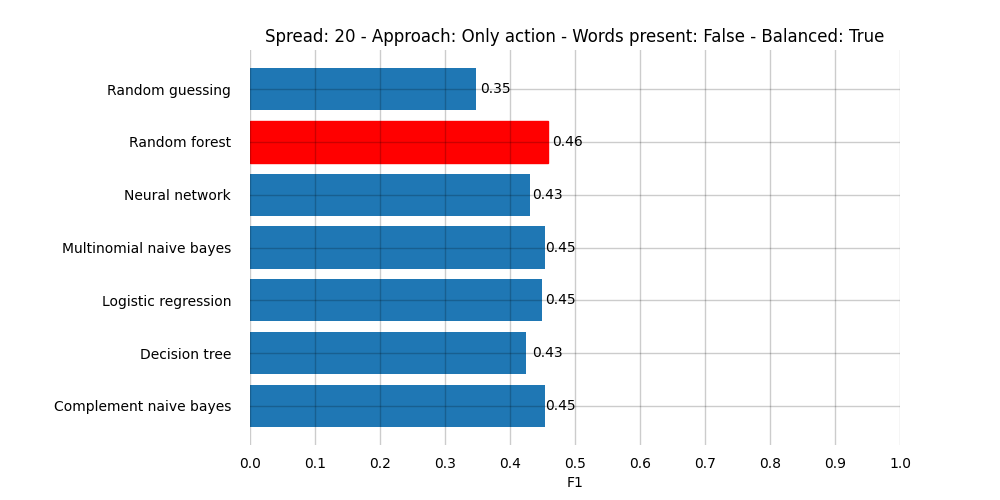 Spread: 20 - Approach: Only action - Words present: False - Balanced: True
Random guessing 0.35
Random forest 0.46
Neural network 0.43
Multinomial naive bayes 0.45
Logistic regression 0.45
Decision tree 0.43
Complement naive bayes 0.45
0.0 0.1 0.2 0.3 0.4 0.5 0.6 0.7 0.8 0.9 1.0
F1